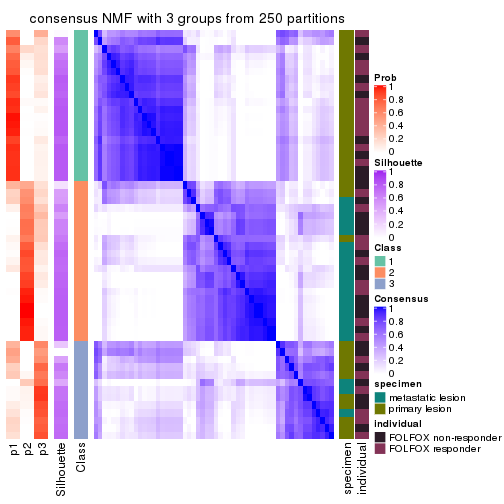 consensus NMF with 3 groups from 250 partitions
Prob
1
0.8
0.6
0.4
0.2
0
Silhouette
1
0.8
0.6
0.4
0.2
0
Class
1
2
3
Consensus
1
0.8
0.6
0.4
0.2
0
specimen
metastatic lesion
primary lesion
individual
FOLFOX non-responder
FOLFOX responder
p1
p2
p3
Silhouette
Class
specimen
individual